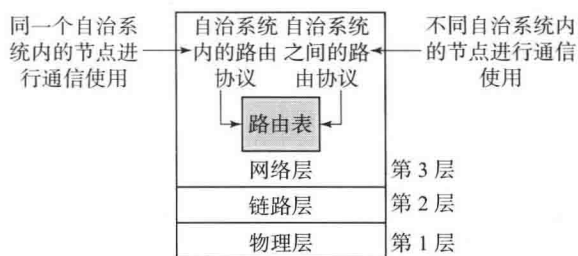 同一个自治系
统内的节点进
行通信使用
自治系统
内的路由
协议
自治系统
之间的路
由协议
不同自治系统内
的节点进行通信
使用
路由表
网络层
第3层
链路层
第2层
物理层
第1层